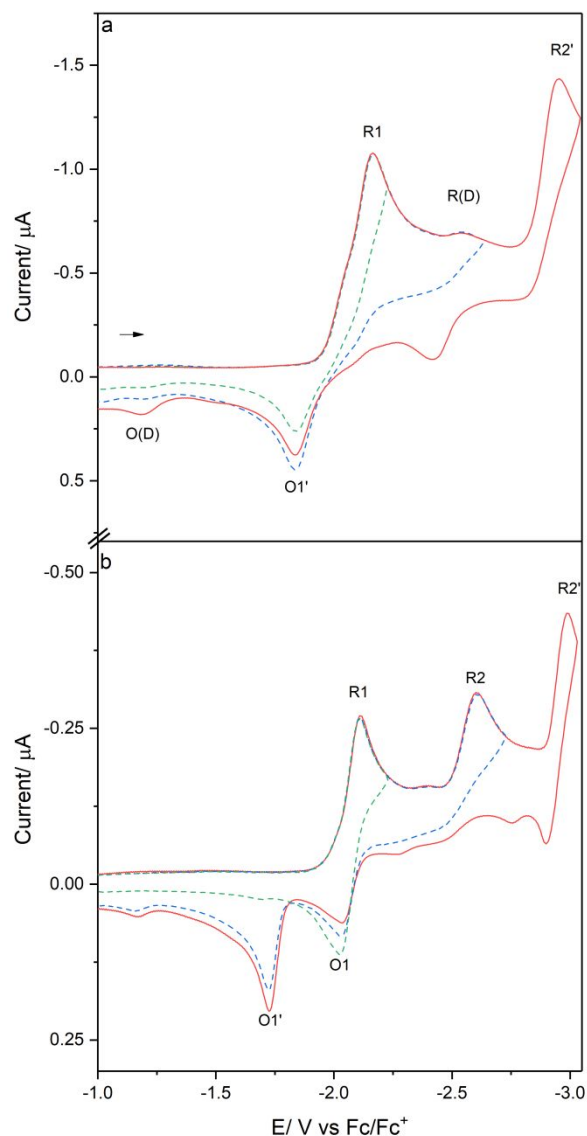 a
R2'
-1.5
R1
-1.0
R(D)
Current/ μA
-0.5
0.0
O(D)
O1'
0.5
b
-0.50
R2'
R1
R2
-0.25
Current/ μA
0.00
O1
O1'
0.25
-1.0 -1.5 -2.0 -2.5 -3.0
E/ V vs Fc/Fc⁺